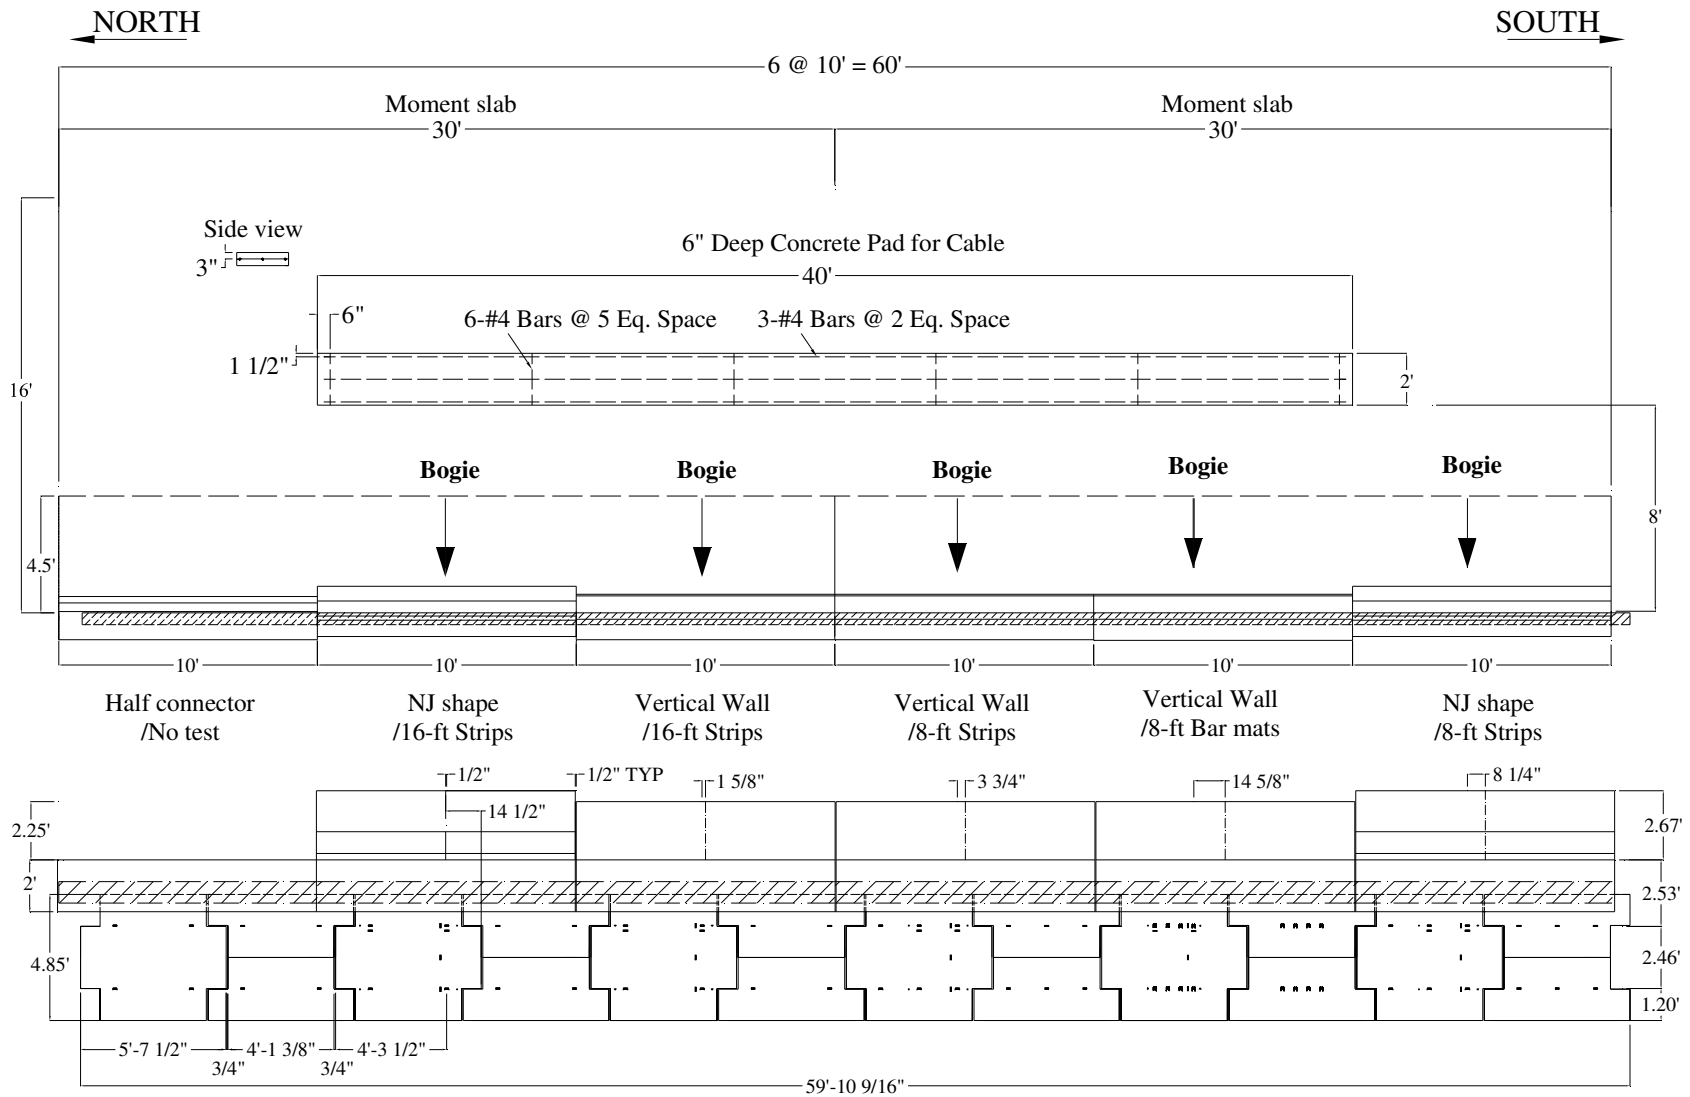 NORTH
SOUTH
6 @ 10' = 60'
Moment slab
Moment slab
30'
30'
Side view
3"
6" Deep Concrete Pad for Cable
40'
6"
6-#4 Bars @ 5 Eq. Space
3-#4 Bars @ 2 Eq. Space
1 1/2"
16'
2'
Bogie
Bogie
Bogie
Bogie
Bogie
8'
4.5'
10'
10'
10'
10'
10'
10'
Half connector
/No test
NJ shape
/16-ft Strips
Vertical Wall
/16-ft Strips
Vertical Wall
/8-ft Strips
Vertical Wall
/8-ft Bar mats
NJ shape
/8-ft Strips
1/2"
1/2" TYP
1 5/8"
3 3/4"
14 5/8"
8 1/4"
14 1/2"
2.25'
2.67'
2'
2.53'
4.85'
2.46'
1.20'
5'-7 1/2"
4'-1 3/8"
4'-3 1/2"
3/4"
3/4"
59'-10 9/16"